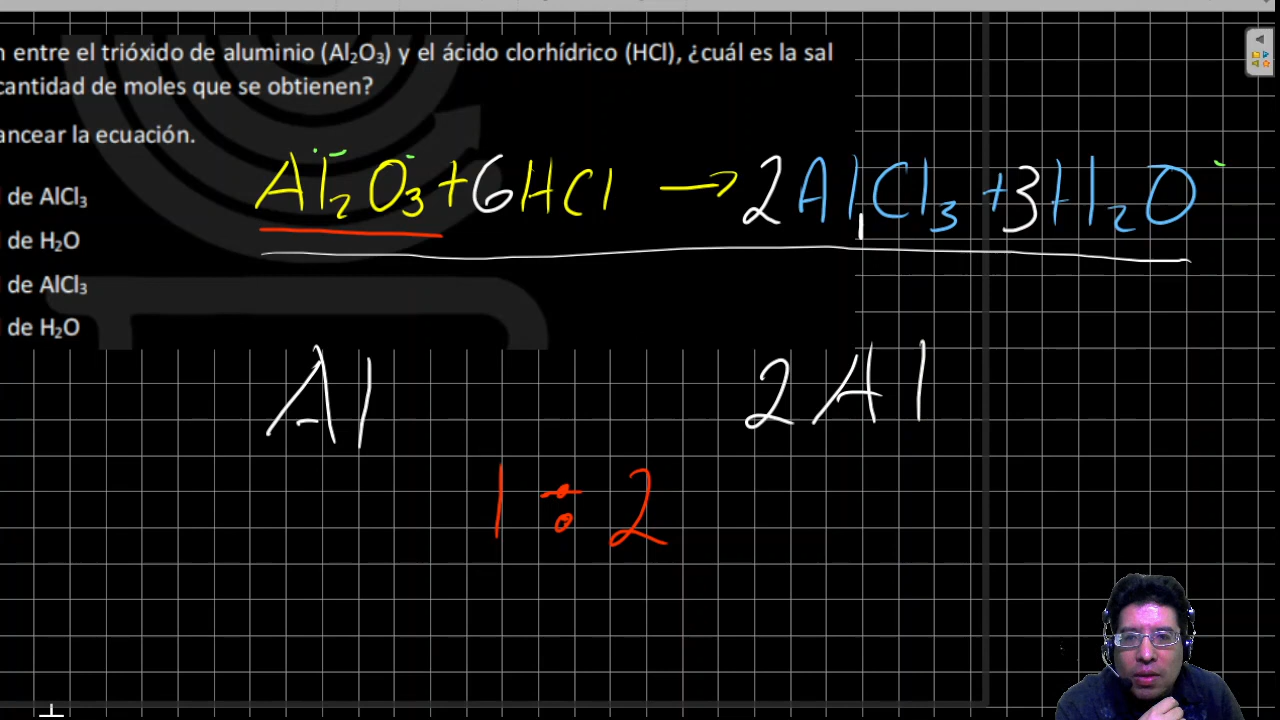 n entre el trióxido de aluminio (Al₂O₃) y el ácido clorhídrico (HCl), ¿cuál es la sal
cantidad de moles que se obtienen?
ancear la ecuación.
Al₂O₃ + 6HCl → 2AlCl₃ + 3H₂O
de AlCl₃
de H₂O
de AlCl₃
de H₂O
Al 2Al
1 : 2